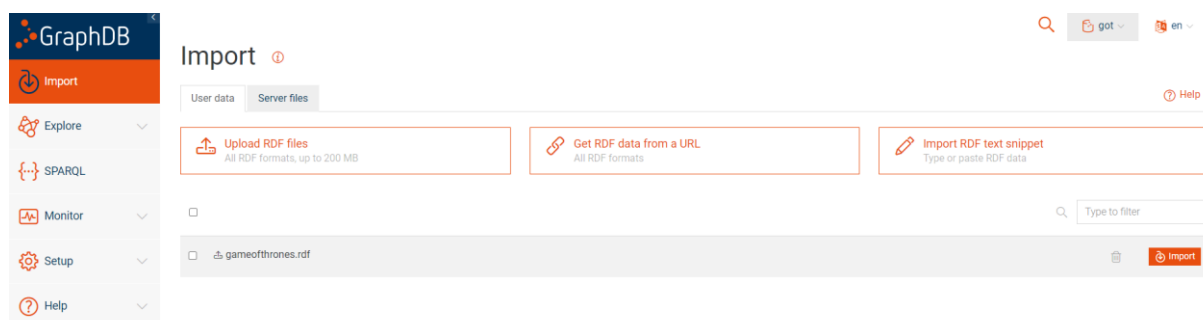 GraphDB
got
en
Import
Import
User data
Server files
Help
Explore
Upload RDF files
All RDF formats, up to 200 MB
Get RDF data from a URL
All RDF formats
Import RDF text snippet
Type or paste RDF data
SPARQL
Monitor
Type to filter
Setup
gameofthrones.rdf
Import
Help